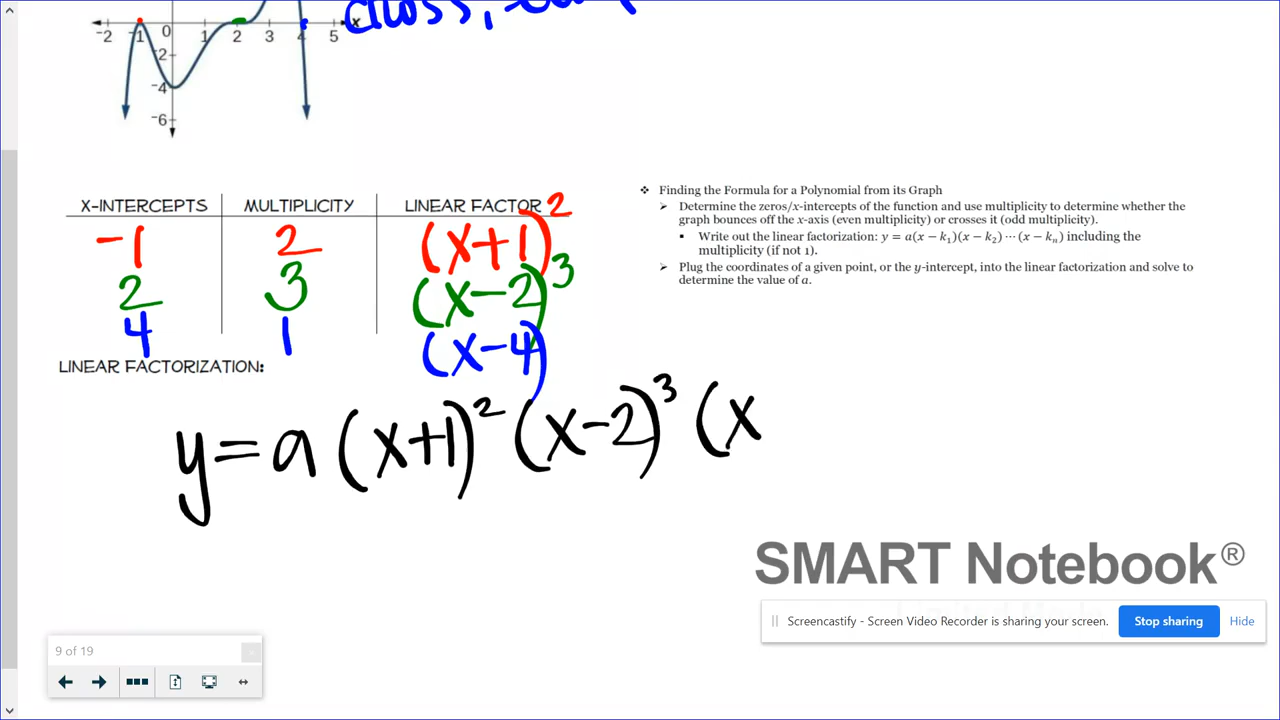 cross,
x
-2 -1 0 1 2 3 4 5
-2
-4
-6
X-INTERCEPTS MULTIPLICITY LINEAR FACTOR
-1 2 (x+1)²
2 3 (x-2)³
4 1 (x-4)
LINEAR FACTORIZATION:
y=a(x+1)²(x-2)³(x
❖ Finding the Formula for a Polynomial from its Graph
➢ Determine the zeros/x-intercepts of the function and use multiplicity to determine whether the
graph bounces off the x-axis (even multiplicity) or crosses it (odd multiplicity).
▪ Write out the linear factorization: y = a(x − k₁)(x − k₂) ⋯ (x − kₙ) including the
multiplicity (if not 1).
➢ Plug the coordinates of a given point, or the y-intercept, into the linear factorization and solve to
determine the value of a.
SMART Notebook®
Screencastify - Screen Video Recorder is sharing your screen. Stop sharing Hide
9 of 19